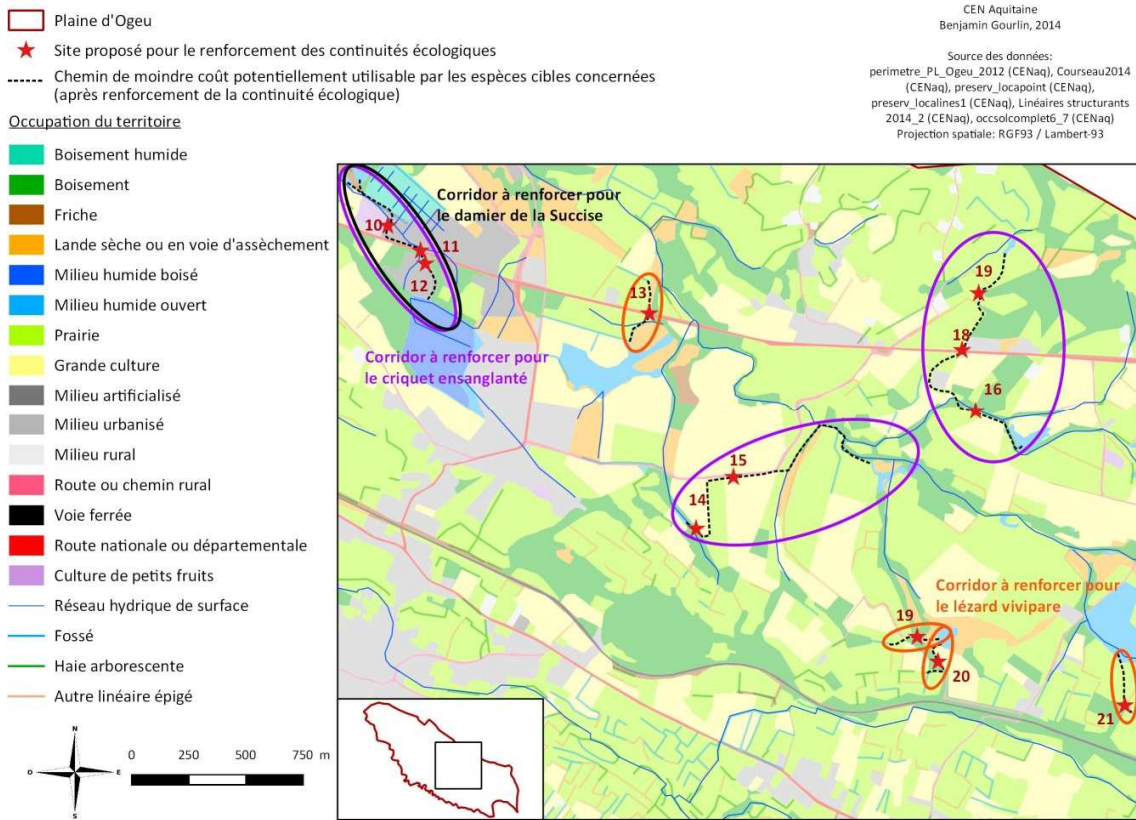 Plaine d'Ogeu
Site proposé pour le renforcement des continuités écologiques
Chemin de moindre coût potentiellement utilisable par les espèces cibles concernées
(après renforcement de la continuité écologique)
Occupation du territoire
Boisement humide
Boisement
Friche
Lande sèche ou en voie d'assèchement
Milieu humide boisé
Milieu humide ouvert
Prairie
Grande culture
Milieu artificialisé
Milieu urbanisé
Milieu rural
Route ou chemin rural
Voie ferrée
Route nationale ou départementale
Culture de petits fruits
Réseau hydrique de surface
Fossé
Haie arborescente
Autre linéaire épigé
N
O
E
S
0 250 500 750 m
CEN Aquitaine
Benjamin Gourlin, 2014
Source des données:
perimetre_PL_Ogeu_2012 (CENaq), Courseau2014
(CENaq), preserv_locapoint (CENaq),
preserv_localines1 (CENaq), Linéaires structurants
2014_2 (CENaq), occsolcomplet6_7 (CENaq)
Projection spatiale: RGF93 / Lambert-93
Corridor à renforcer pour
le damier de la Succise
10
11
12
13
19
18
16
Corridor à renforcer pour
le criquet ensanglanté
15
14
Corridor à renforcer pour
le lézard vivipare
19
20
21